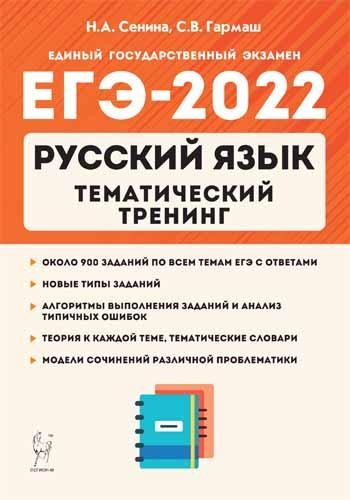 Н.А. Сенина, С.В. Гармаш
ЕДИНЫЙ ГОСУДАРСТВЕННЫЙ ЭКЗАМЕН
ЕГЭ-2022
РУССКИЙ ЯЗЫК
ТЕМАТИЧЕСКИЙ
ТРЕНИНГ
ОКОЛО 900 ЗАДАНИЙ ПО ВСЕМ ТЕМАМ ЕГЭ С ОТВЕТАМИ
НОВЫЕ ТИПЫ ЗАДАНИЙ
АЛГОРИТМЫ ВЫПОЛНЕНИЯ ЗАДАНИЙ И АНАЛИЗ
ТИПИЧНЫХ ОШИБОК
ТЕОРИЯ К КАЖДОЙ ТЕМЕ, ТЕМАТИЧЕСКИЕ СЛОВАРИ
МОДЕЛИ СОЧИНЕНИЙ РАЗЛИЧНОЙ ПРОБЛЕМАТИКИ
ЛЕГИОН-М